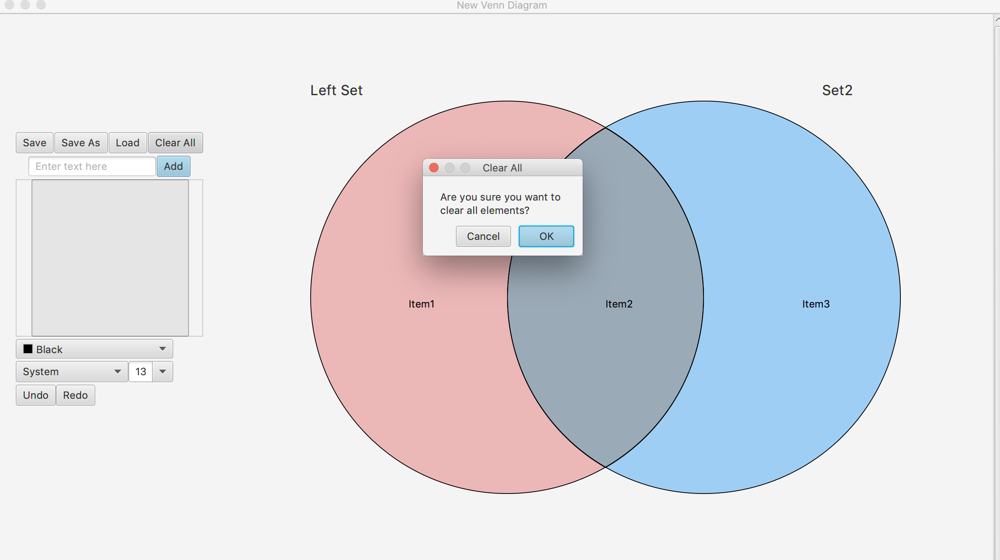 New Venn Diagram
Left Set
Set2
Save
Save As
Load
Clear All
Enter text here
Add
Clear All
Are you sure you want to
clear all elements?
Cancel
OK
Item1
Item2
Item3
Black
System
13
Undo
Redo